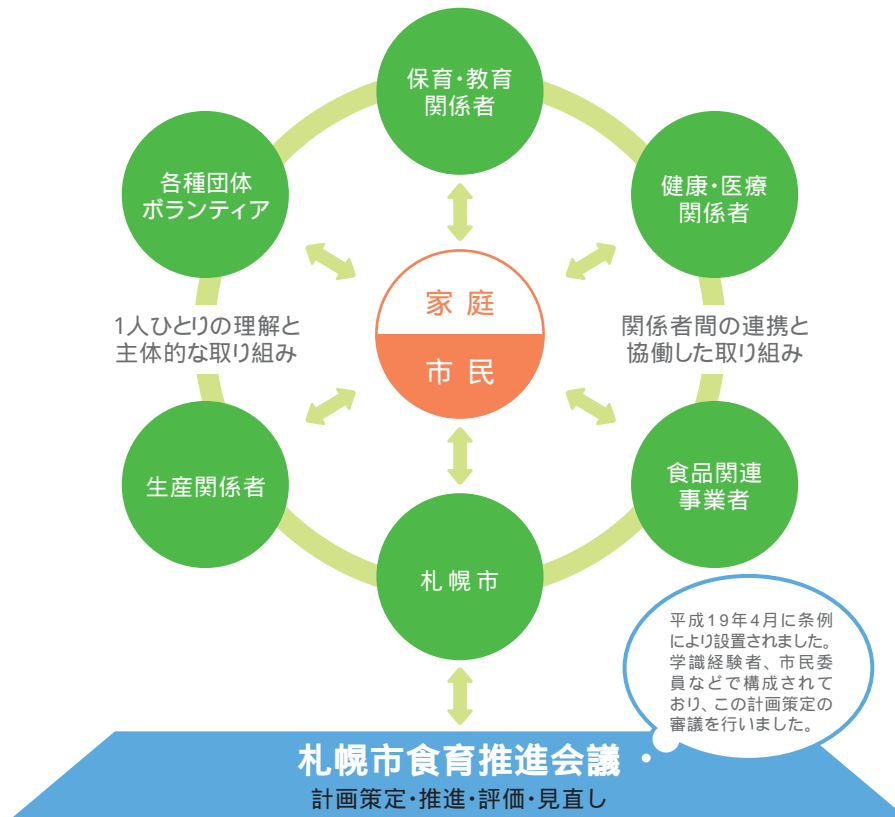 保育・教育
関係者
各種団体
ボランティア
健康・医療
関係者
家庭
市民
1人ひとりの理解と
主体的な取り組み
関係者間の連携と
協働した取り組み
生産関係者
食品関連
事業者
札幌市
平成19年4月に条例
により設置されました。
学識経験者、市民委
員などで構成されて
おり、この計画策定の
審議を行いました。
札幌市食育推進会議
計画策定・推進・評価・見直し